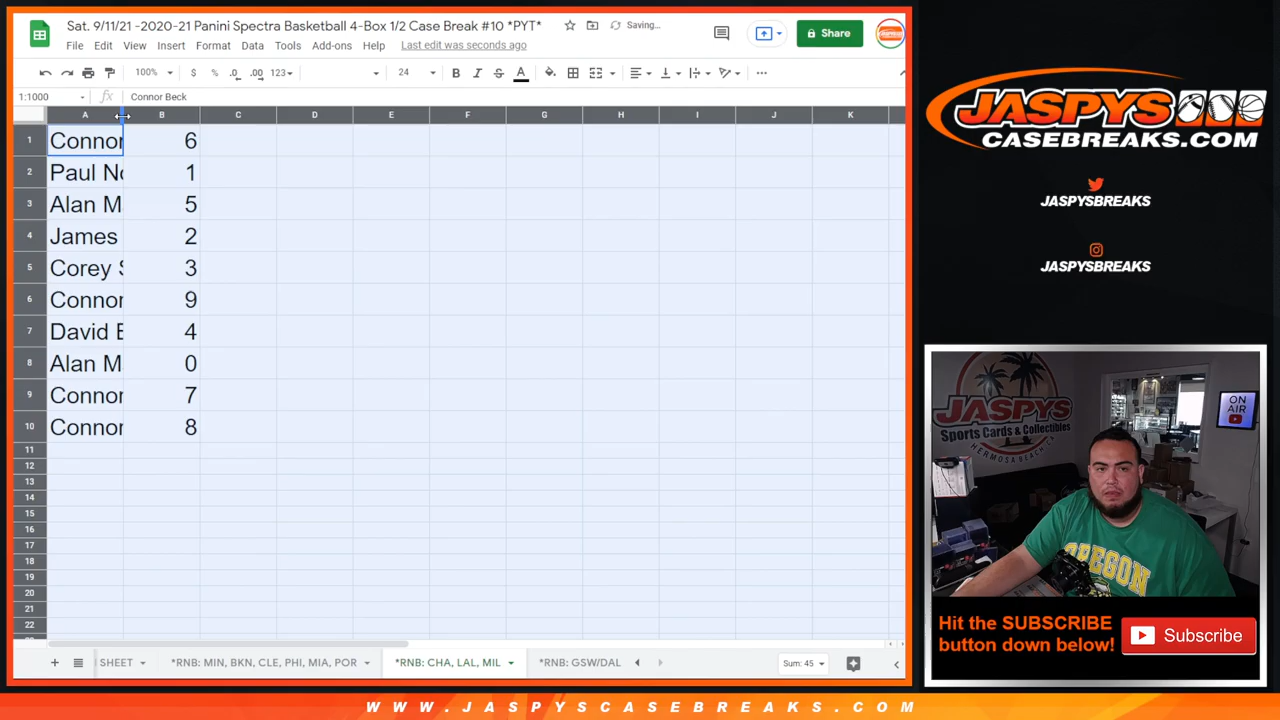 Sat. 9/11/21 -2020-21 Panini Spectra Basketball 4-Box 1/2 Case Break #10 *PYT*
Saving...
File Edit View Insert Format Data Tools Add-ons Help Last edit was seconds ago
Share
100% $ % .0 .00 123 24 B I S A
1:1000 fx Connor Beck
A B C D E F G H I J K
1 Connor 6
2 Paul No 1
3 Alan M 5
4 James 2
5 Corey S 3
6 Connor 9
7 David B 4
8 Alan M 0
9 Connor 7
10 Connor 8
11
12
13
14
15
16
17
18
19
20
21
22
SHEET *RNB: MIN, BKN, CLE, PHI, MIA, POR *RNB: CHA, LAL, MIL *RNB: GSW/DAL Sum: 45
JASPYS
CASEBREAKS.COM
JASPYSBREAKS
JASPYSBREAKS
JASPYS
Sports Cards & Collectibles
HERMOSA BEACH, CA
ON AIR
OREGON
Hit the SUBSCRIBE
button down below!
Subscribe
WWW.JASPYSCASEBREAKS.COM